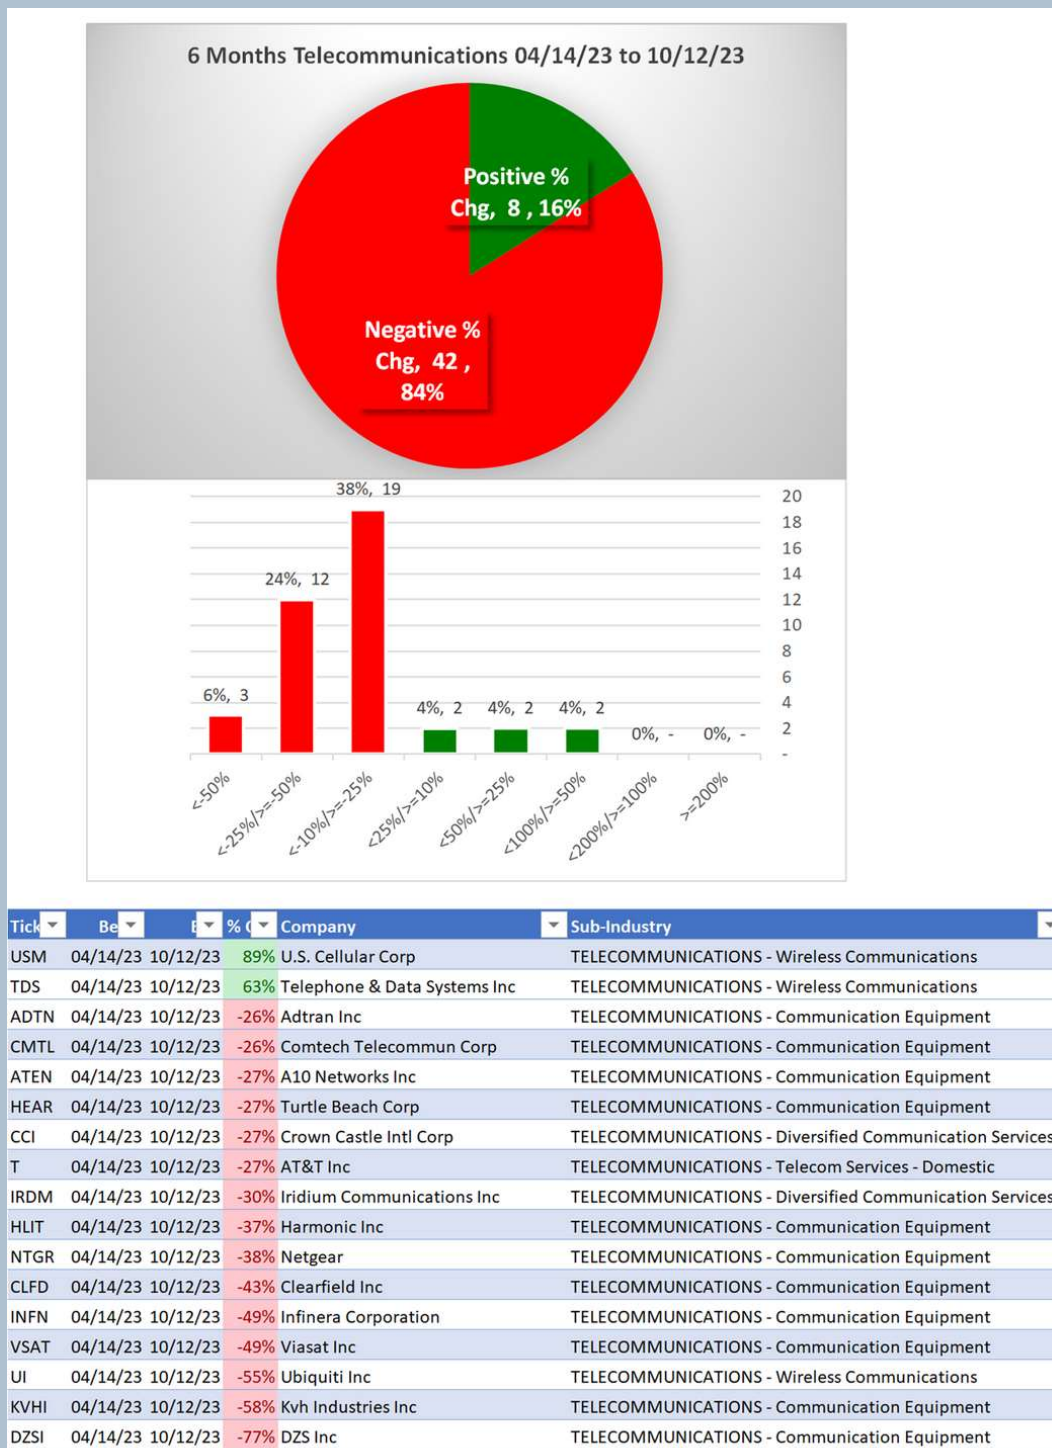 6 Months Telecommunications 04/14/23 to 10/12/23
Positive %
Chg, 8 , 16%
Negative %
Chg, 42 ,
84%
38%, 19
24%, 12
6%, 3
4%, 2 4%, 2 4%, 2
0%, - 0%, -
20
18
16
14
12
10
8
6
4
2
-
<-50%
<-25%/>=-50%
<-10%/>=-25%
<25%/>=10%
<50%/>=25%
<100%/>=50%
<200%/>=100%
>=200%
Tick Be E % C Company Sub-Industry
USM 04/14/23 10/12/23 89% U.S. Cellular Corp TELECOMMUNICATIONS - Wireless Communications
TDS 04/14/23 10/12/23 63% Telephone & Data Systems Inc TELECOMMUNICATIONS - Wireless Communications
ADTN 04/14/23 10/12/23 -26% Adtran Inc TELECOMMUNICATIONS - Communication Equipment
CMTL 04/14/23 10/12/23 -26% Comtech Telecommun Corp TELECOMMUNICATIONS - Communication Equipment
ATEN 04/14/23 10/12/23 -27% A10 Networks Inc TELECOMMUNICATIONS - Communication Equipment
HEAR 04/14/23 10/12/23 -27% Turtle Beach Corp TELECOMMUNICATIONS - Communication Equipment
CCI 04/14/23 10/12/23 -27% Crown Castle Intl Corp TELECOMMUNICATIONS - Diversified Communication Services
T 04/14/23 10/12/23 -27% AT&T Inc TELECOMMUNICATIONS - Telecom Services - Domestic
IRDM 04/14/23 10/12/23 -30% Iridium Communications Inc TELECOMMUNICATIONS - Diversified Communication Services
HLIT 04/14/23 10/12/23 -37% Harmonic Inc TELECOMMUNICATIONS - Communication Equipment
NTGR 04/14/23 10/12/23 -38% Netgear TELECOMMUNICATIONS - Communication Equipment
CLFD 04/14/23 10/12/23 -43% Clearfield Inc TELECOMMUNICATIONS - Communication Equipment
INFN 04/14/23 10/12/23 -49% Infinera Corporation TELECOMMUNICATIONS - Communication Equipment
VSAT 04/14/23 10/12/23 -49% Viasat Inc TELECOMMUNICATIONS - Communication Equipment
UI 04/14/23 10/12/23 -55% Ubiquiti Inc TELECOMMUNICATIONS - Wireless Communications
KVHI 04/14/23 10/12/23 -58% Kvh Industries Inc TELECOMMUNICATIONS - Communication Equipment
DZSI 04/14/23 10/12/23 -77% DZS Inc TELECOMMUNICATIONS - Communication Equipment